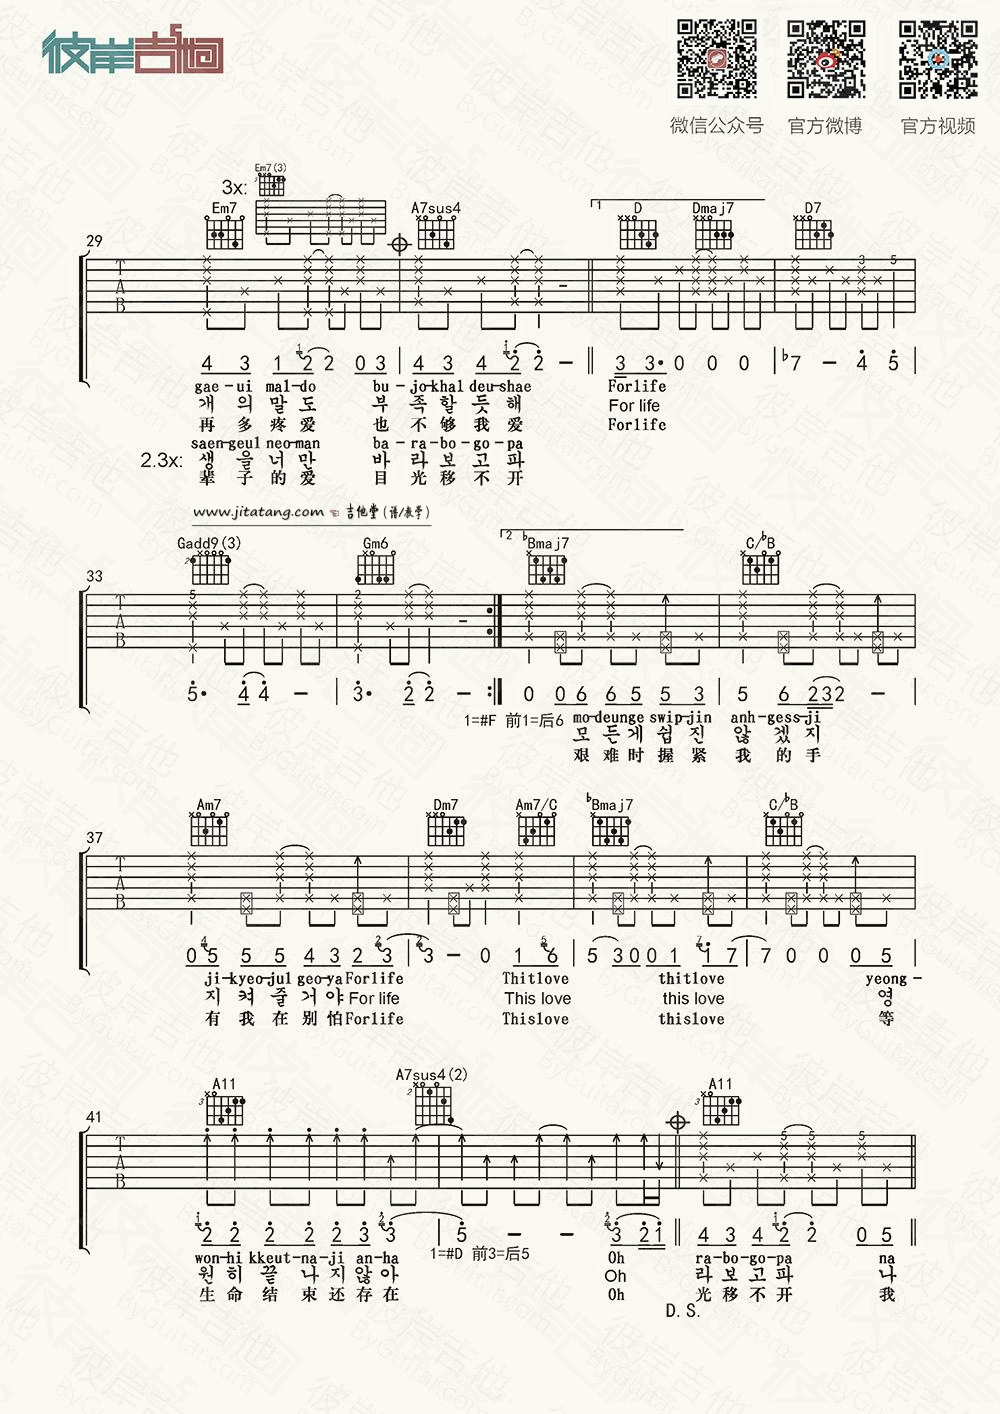 彼岸吉他
微信公众号 官方微博 官方视频
3x: Em7(3)
Em7 A7sus4 1 D Dmaj7 D7
29
T A B 3 5
4 3 1 2 2 0 3 4 3 4 2 2 – 3 3· 0 0 0 ♭7 – 4 5
gae-ui mal-do bu-jo-khal deu-shae Forlife
개 의 말 도 부 족 할 듯 해 For life
再 多 疼 爱 也 不 够 我 爱 Forlife
saen-geul neo-man ba-ra-bo-go-pa
2.3x: 생 을 너 만 바 라 보 고 파
辈 子 的 爱 目 光 移 不 开
www.jitatang.com ☜ 吉他堂(谱/教学)
Gadd9(3) Gm6 2 ♭Bmaj7 C/♭B
33
T A B 5 2
5· 4 4 – 3· 2 2 – 0 0 6 6 5 5 3 5 6 2 3 2 –
1=#F 前1=后6 mo-deunge swip-jin anh-gess-ji
모 든 게 쉽 진 않 겠 지
艰 难 时 握 紧 我 的 手
Am7 Dm7 Am7/C ♭Bmaj7 C/♭B
37
T A B
0 5 5 5 4 3 2 3 3 – 0 1 6 5 3 0 0 1 1 7 7 0 0 0 5
ji-kyeo-jul geo-ya Forlife Thitlove thitlove yeong-
지 켜 줄 거 야 For life This love this love 영
有 我 在 别 怕 Forlife Thislove thislove 等
A11 A7sus4(2) A11
41
T A B 5 5 5 5
2 2 2 2 2 3 3 5 – – 3 2 1 4 3 4 2 2 0 5
won-hi kkeut-na-ji an-ha 1=#D 前3=后5 Oh ra-bo-go-pa na
원 히 끝 나 지 않 아 Oh 라 보 고 파 나
生 命 结 束 还 存 在 Oh 光 移 不 开 我
D.S.